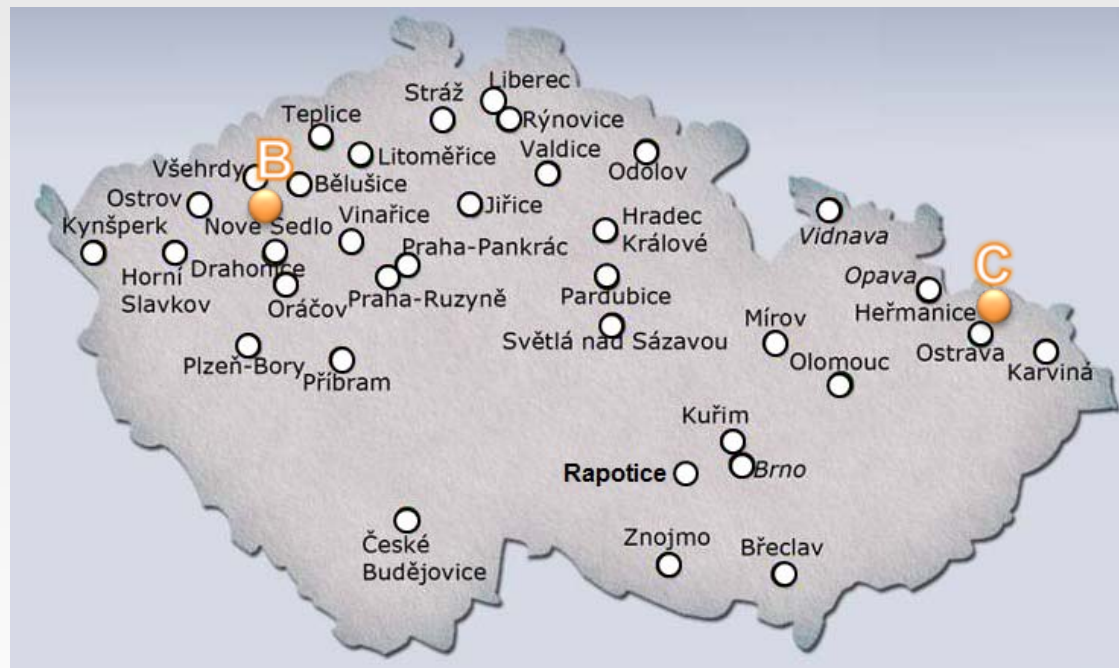 Liberec
Stráž
Teplice
Rýnovice
B
Litoměřice
Valdice
Všehrdy
Bělušice
Odolov
Ostrov
Jiřice
Kynšperk
Nové Sedlo
Vinařice
Hradec
Králové
Vidnava
Praha-Pankrác
Horní
Slavkov
Drahonice
Opava
C
Oráčov
Praha-Ruzyně
Pardubice
Heřmanice
Mírov
Světlá nad Sázavou
Ostrava
Plzeň-Bory
Olomouc
Karviná
Příbram
Kuřim
Rapotice
Brno
České
Budějovice
Znojmo
Břeclav